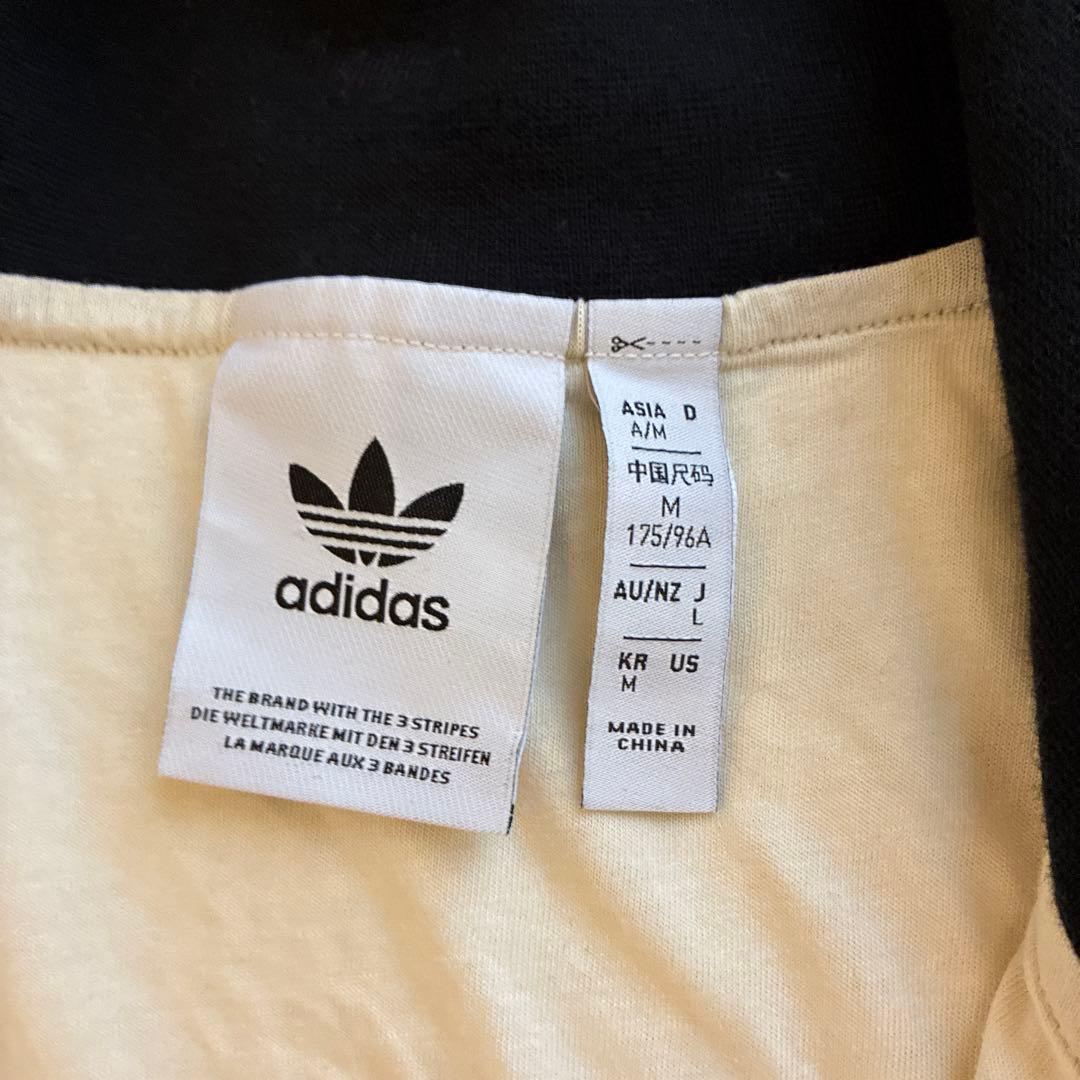 adidas
THE BRAND WITH THE 3 STRIPES
DIE WELTMARKE MIT DEN 3 STREIFEN
LA MARQUE AUX 3 BANDES
ASIA D
A/M
中国尺码
M
175/96A
AU/NZ J
L
KR US
M
MADE IN
CHINA